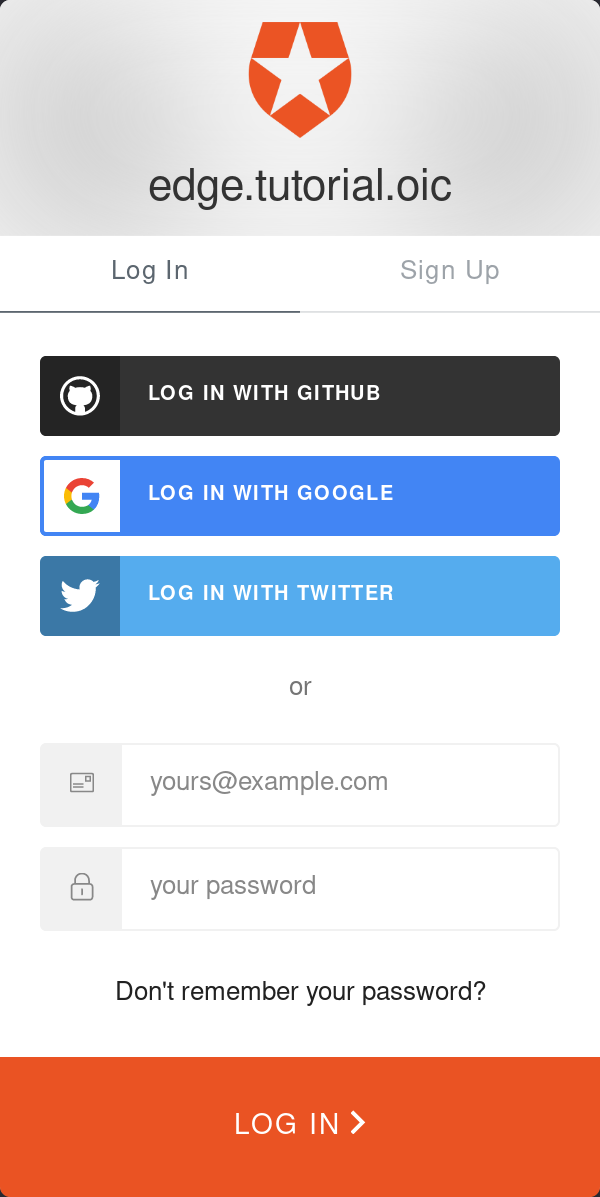 edge.tutorial.oic
Log In
Sign Up
LOG IN WITH GITHUB
LOG IN WITH GOOGLE
LOG IN WITH TWITTER
or
yours@example.com
your password
Don't remember your password?
LOG IN